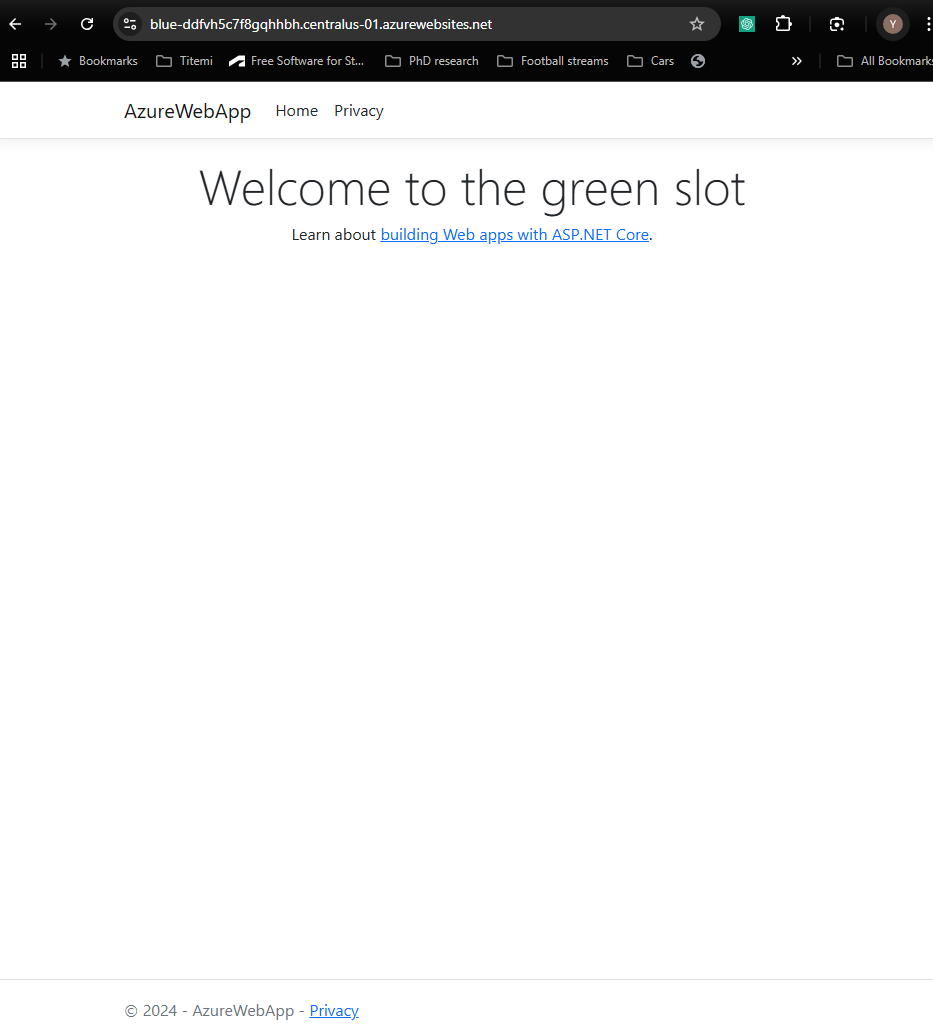 blue-ddfvh5c7f8gqhhbh.centralus-01.azurewebsites.net
Y
Bookmarks Titemi Free Software for St... PhD research Football streams Cars » All Bookmarks
AzureWebApp Home Privacy
Welcome to the green slot
Learn about building Web apps with ASP.NET Core.
© 2024 - AzureWebApp - Privacy